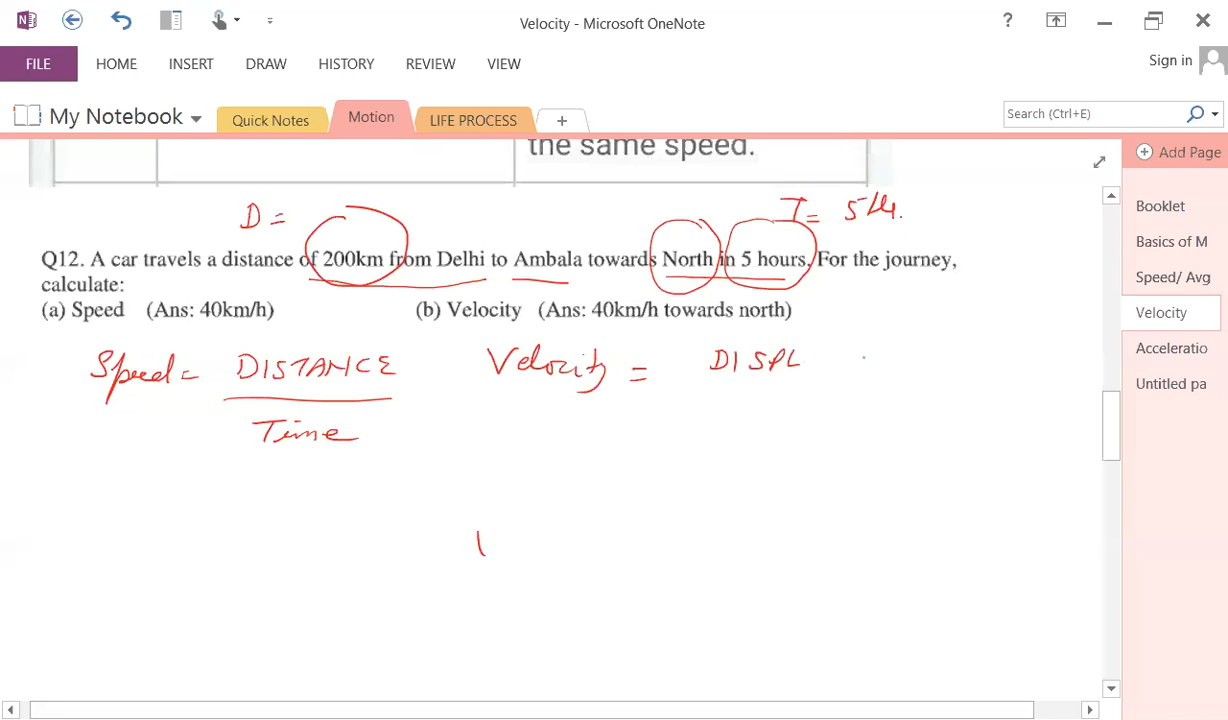 Velocity - Microsoft OneNote
?
FILE HOME INSERT DRAW HISTORY REVIEW VIEW
Sign in
My Notebook Quick Notes Motion LIFE PROCESS +
Search (Ctrl+E)
Add Page
Booklet
Basics of M
Speed/ Avg
Velocity
Acceleratio
Untitled pa
the same speed.
D = T = 5
Q12. A car travels a distance of 200km from Delhi to Ambala towards North in 5 hours. For the journey,
calculate:
(a) Speed (Ans: 40km/h) (b) Velocity (Ans: 40km/h towards north)
Speed = DISTANCE Velocity = DISPL
Time